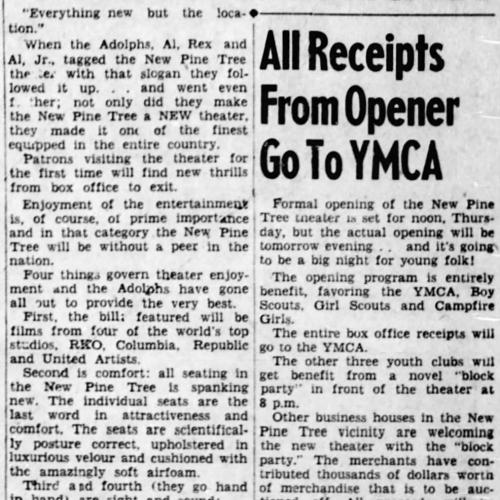 "Everything new but the loca-
tion."
When the Adolphs, Al, Rex and
Al, Jr., tagged the New Pine Tree
with that slogan they fol-
lowed it up. . . and went even
not only did they make
the New Pine Tree a NEW theater,
they made it one of the finest
equipped in the entire country.
Patrons visiting the theater for
the first time will find new thrills
from box office to exit.
Enjoyment of the entertainment
is, of course, of prime importance
and in that category the New Pine
Tree will be without a peer in the
nation.
Four things govern theater enjoy-
ment and the Adolphs have gone
all out to provide the very best.
First, the bill: featured will be
films from four of the world's top
studios, RKO, Columbia, Republic
and United Artists.
Second is comfort: all seating in
the New Pine Tree is spanking
new. The individual seats are the
last word in attractiveness and
comfort. The seats are scientifical-
ly posture correct, upholstered in
luxurious velour and cushioned with
the amazingly soft airfoam.
Third and fourth (they go hand
in hand) are sight and sound:
All Receipts
From Opener
Go To YMCA
Formal opening of the New Pine
Tree theater is set for noon, Thurs-
day, but the actual opening will be
tomorrow evening . . and it's going
to be a big night for young folk!
The opening program is entirely
benefit, favoring the YMCA, Boy
Scouts, Girl Scouts and Campfire
Girls.
The entire box office receipts will
go to the YMCA.
The other three youth clubs will
get benefit from a novel "block
party" in front of the theater at
8 p.m.
Other business houses in the New
Pine Tree vicinity are welcoming
the new theater with the "block
party." The merchants have con-
tributed thousands of dollars worth
of merchandise that is to be auc-